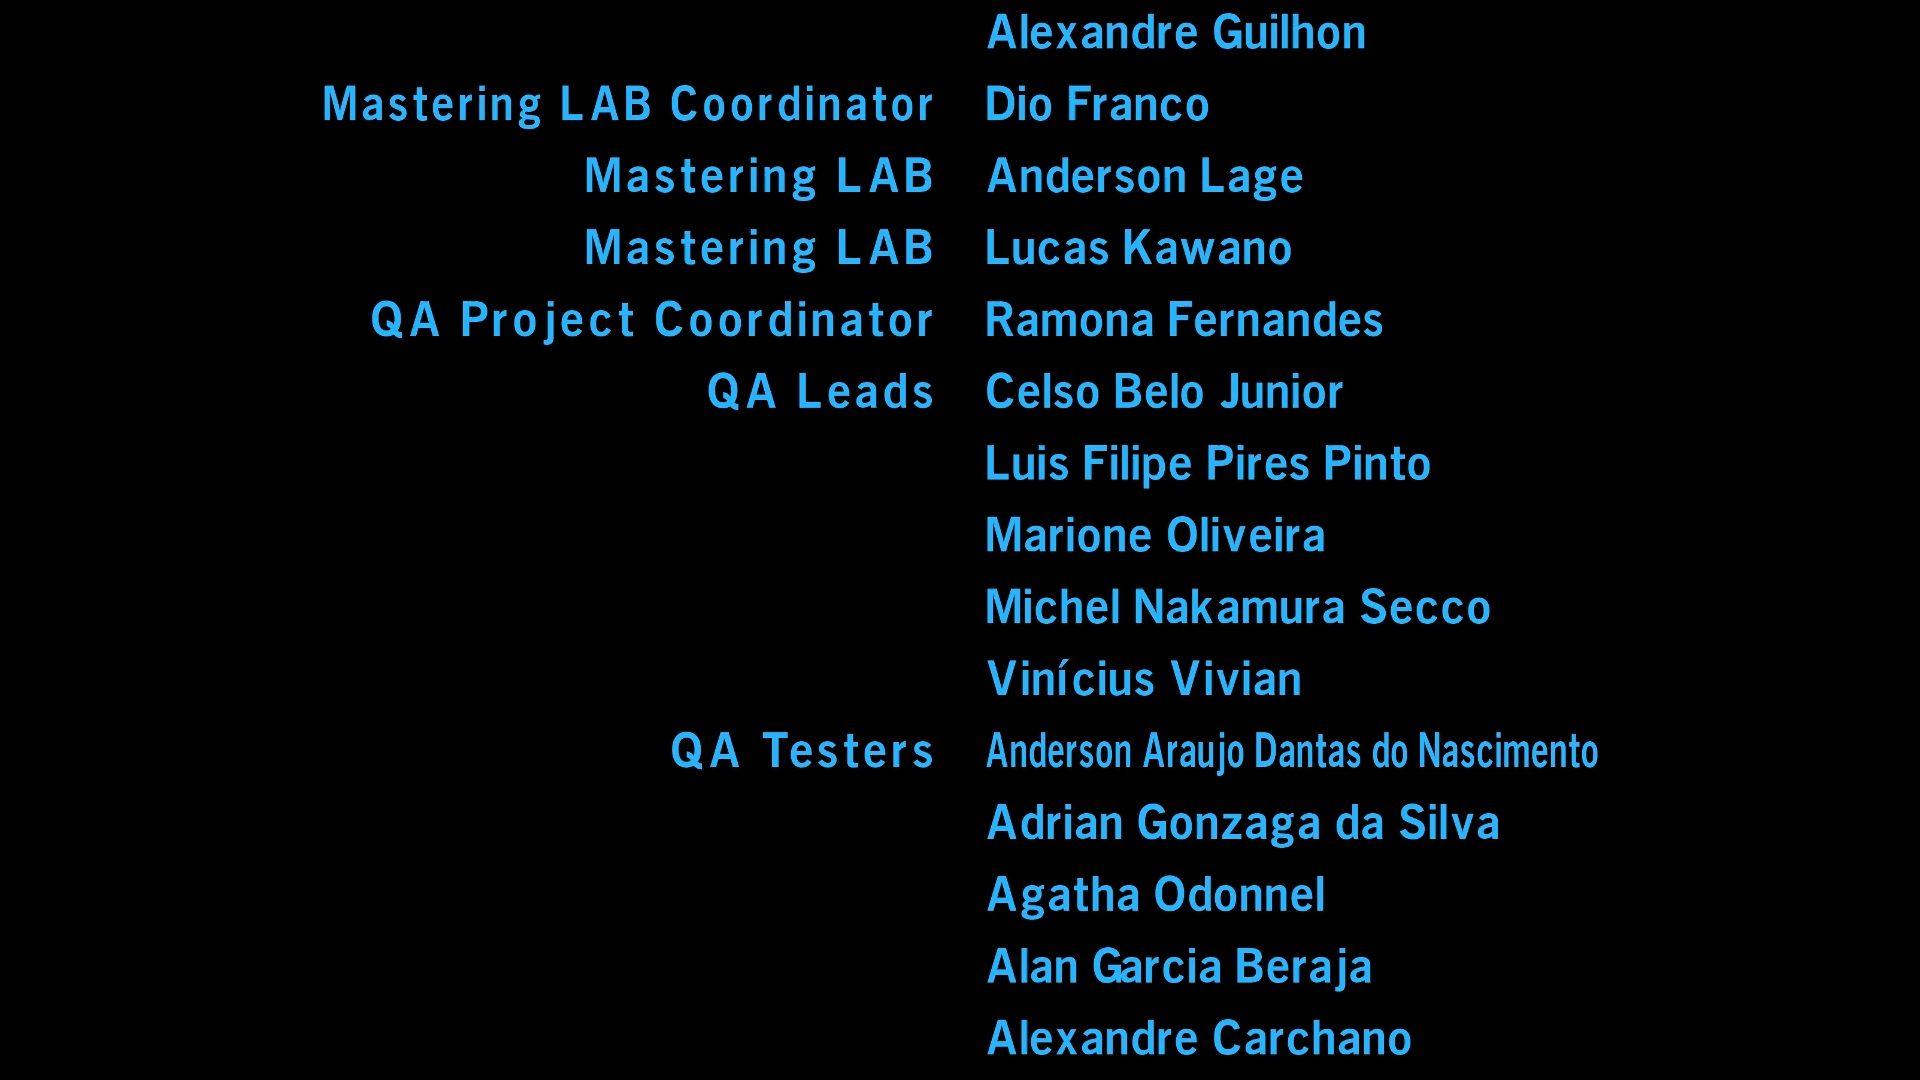 Alexandre Guilhon
Mastering LAB Coordinator Dio Franco
Mastering LAB Anderson Lage
Mastering LAB Lucas Kawano
QA Project Coordinator Ramona Fernandes
QA Leads Celso Belo Junior
Luis Filipe Pires Pinto
Marione Oliveira
Michel Nakamura Secco
Vinícius Vivian
QA Testers Anderson Araujo Dantas do Nascimento
Adrian Gonzaga da Silva
Agatha Odonnel
Alan Garcia Beraja
Alexandre Carchano